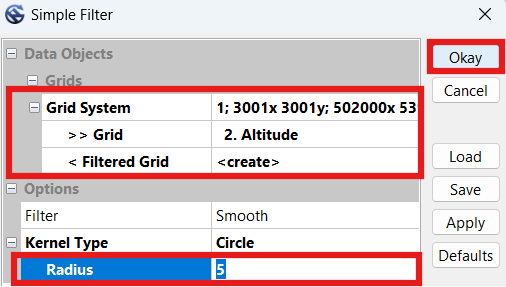 Simple Filter
Data Objects
Grids
Grid System 1; 3001x 3001y; 502000x 53
>> Grid 2. Altitude
< Filtered Grid <create>
Options
Filter Smooth
Kernel Type Circle
Radius 5
Okay
Cancel
Load
Save
Apply
Defaults